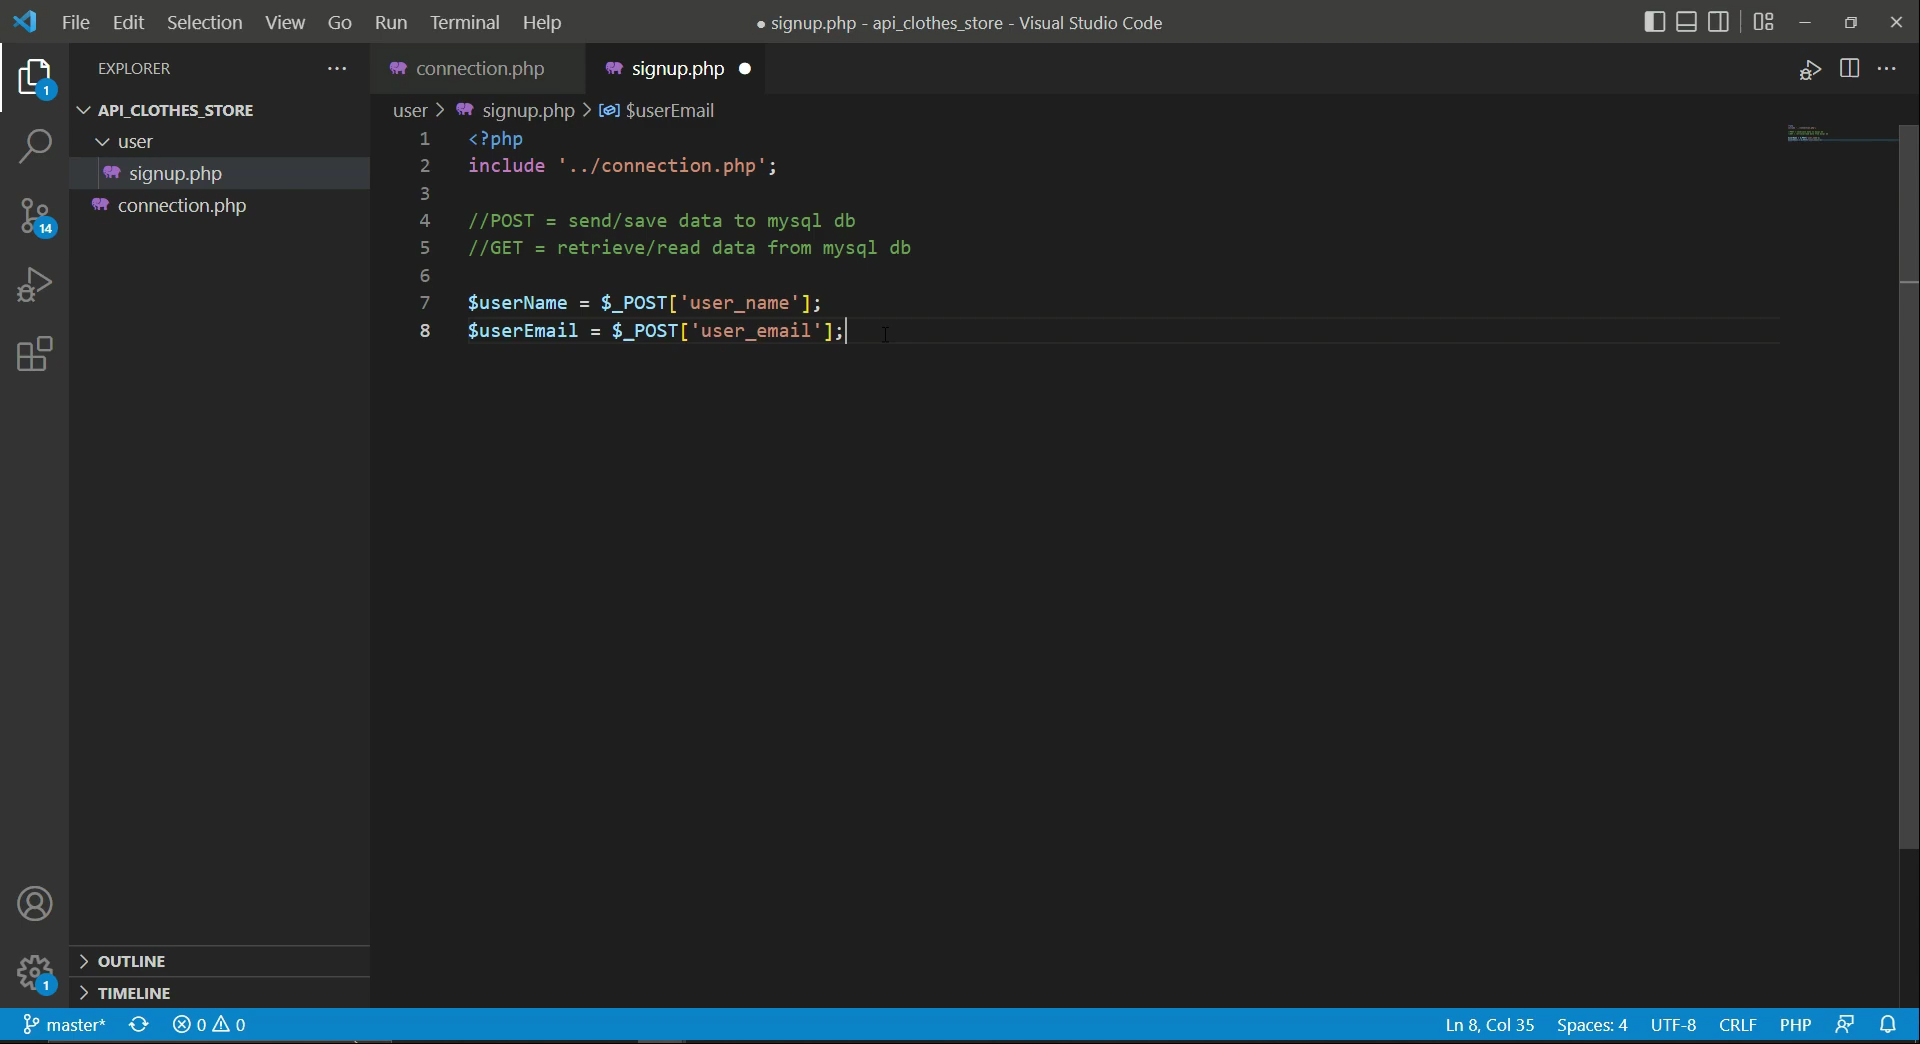 File Edit Selection View Go Run Terminal Help
● signup.php - api_clothes_store - Visual Studio Code
EXPLORER
connection.php
signup.php
1
API_CLOTHES_STORE
user
signup.php
connection.php
14
user > signup.php > $userEmail
1 <?php
2 include '../connection.php';
3
4 //POST = send/save data to mysql db
5 //GET = retrieve/read data from mysql db
6
7 $userName = $_POST['user_name'];
8 $userEmail = $_POST['user_email'];
OUTLINE
TIMELINE
1
master* 0 0
Ln 8, Col 35 Spaces: 4 UTF-8 CRLF PHP